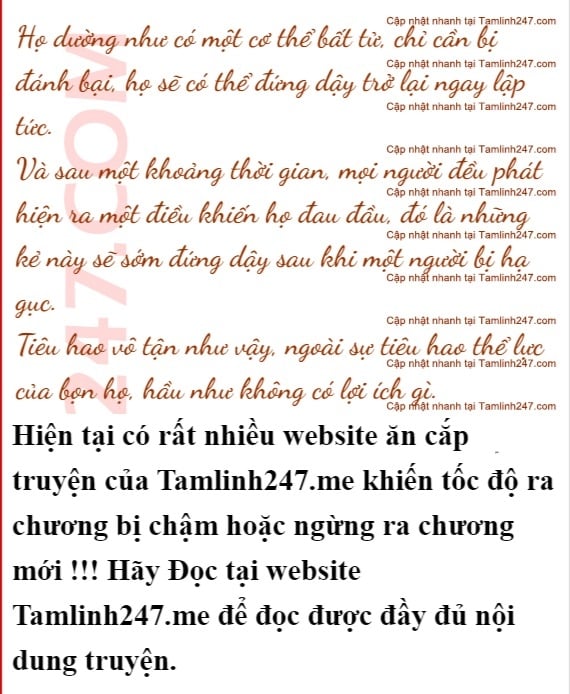 Cập nhật nhanh tại Tamlinh247.com
Họ dường như có một cơ thể bất tử, chỉ cần bị
Cập nhật nhanh tại Tamlinh247.com
đánh bại, họ sẽ có thể đứng dậy trở lại ngay lập
Cập nhật nhanh tại Tamlinh247.com
tức.
Cập nhật nhanh tại Tamlinh247.com
Và sau một khoảng thời gian, mọi người đều phát
Cập nhật nhanh tại Tamlinh247.com
hiện ra một điều khiến họ đau đầu, đó là những
Cập nhật nhanh tại Tamlinh247.com
kẻ này sẽ sớm đứng dậy sau khi một người bị hạ
Cập nhật nhanh tại Tamlinh247.com
gục.
Cập nhật nhanh tại Tamlinh247.com
Tiêu hao vô tận như vậy, ngoài sự tiêu hao thể lực
Cập nhật nhanh tại Tamlinh247.com
của bọn họ, hầu như không có lợi ích gì.
Cập nhật nhanh tại Tamlinh247.com
247.COM
Hiện tại có rất nhiều website ăn cắp
truyện của Tamlinh247.me khiến tốc độ ra
chương bị chậm hoặc ngừng ra chương
mới !!! Hãy Đọc tại website
Tamlinh247.me để đọc được đầy đủ nội
dung truyện.